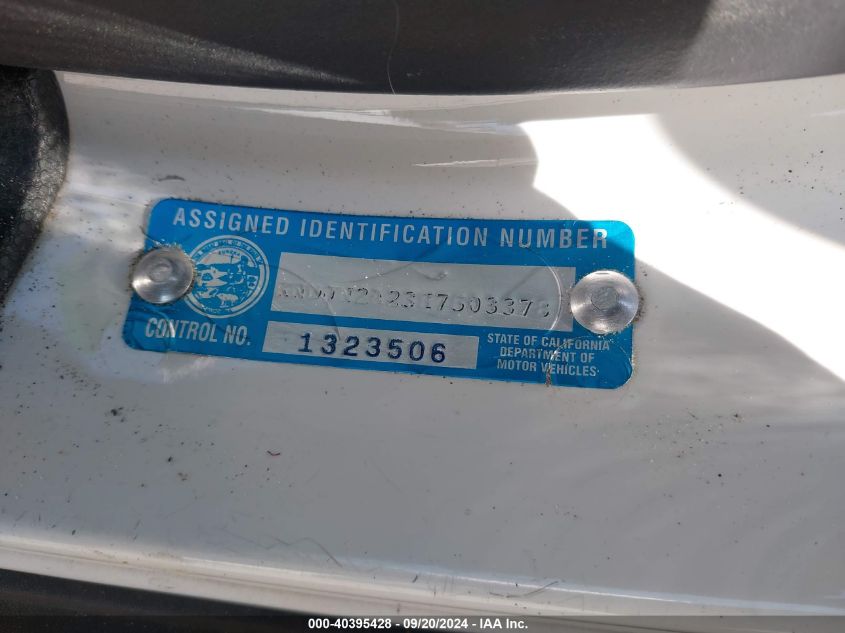 ASSIGNED IDENTIFICATION NUMBER
CONTROL NO.
1323506
STATE OF CALIFORNIA
DEPARTMENT OF
MOTOR VEHICLES
000-40395428 - 09/20/2024 - IAA Inc.